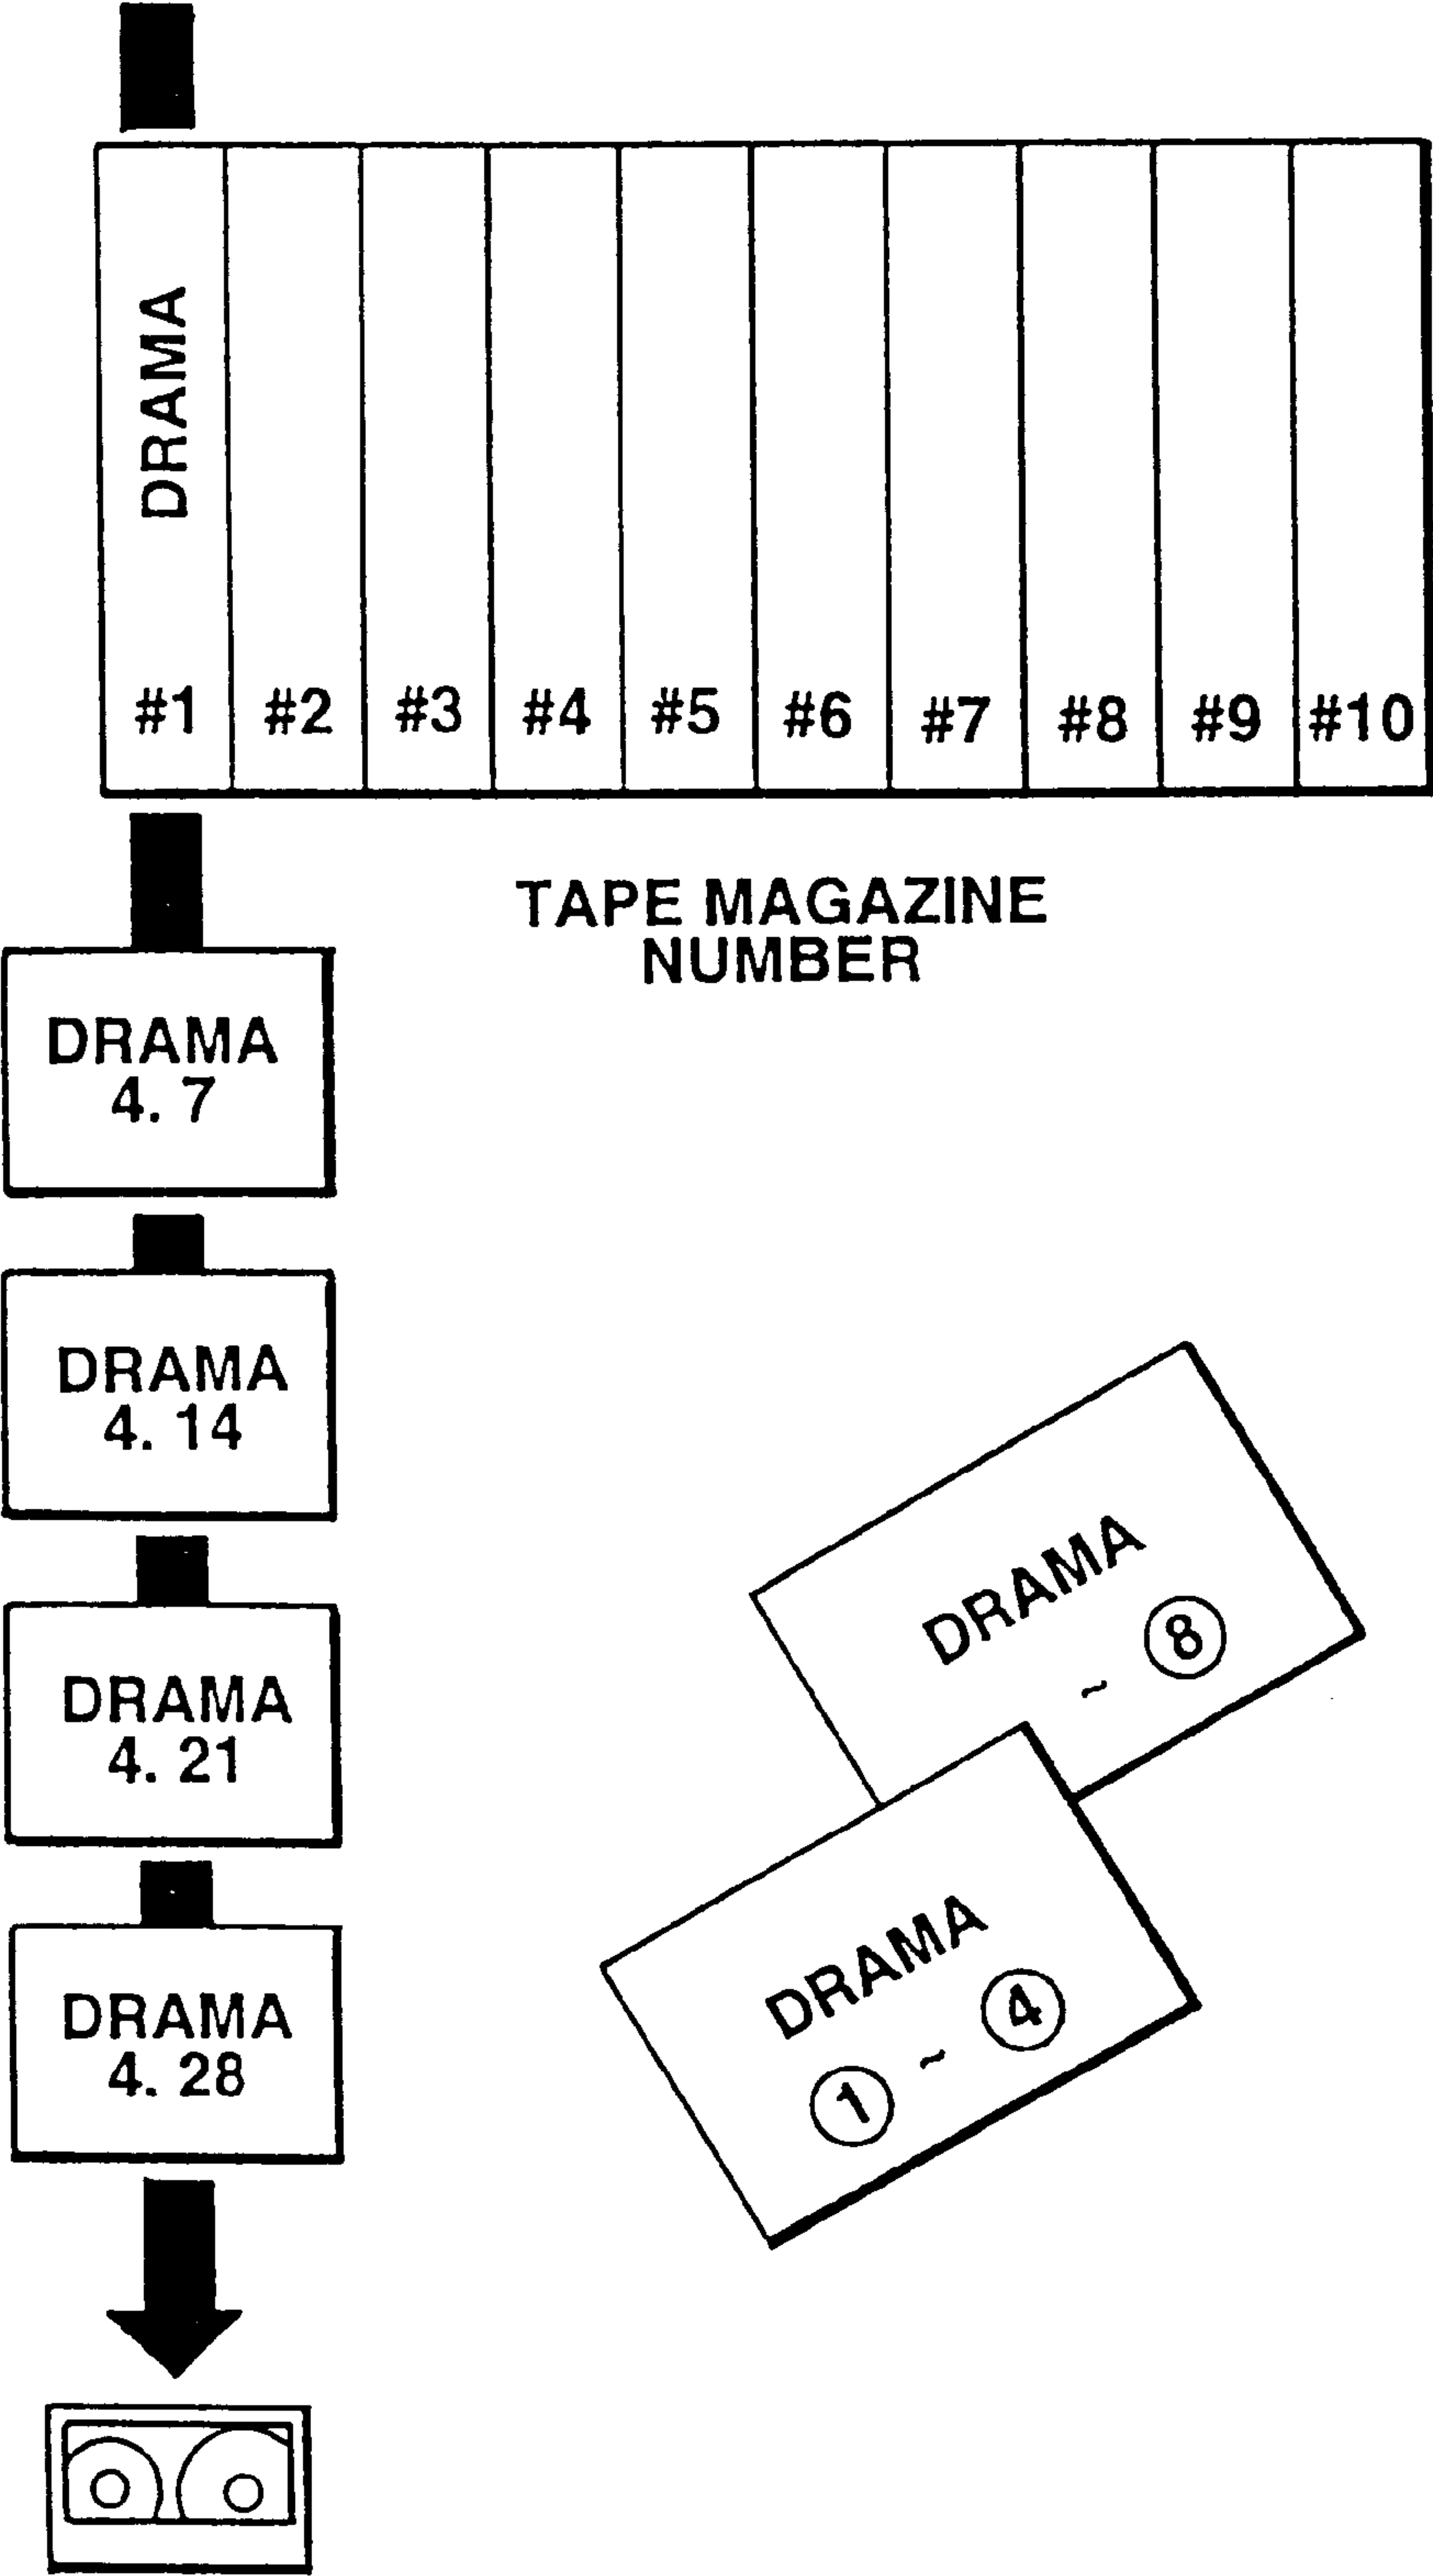 DRAMA
#1 #2 #3 #4 #5 #6 #7 #8 #9 #10
TAPE MAGAZINE
NUMBER
DRAMA
4. 7
DRAMA
4. 14
DRAMA
4. 21
DRAMA
4. 28
DRAMA
~ ⑧
DRAMA
① ~ ④